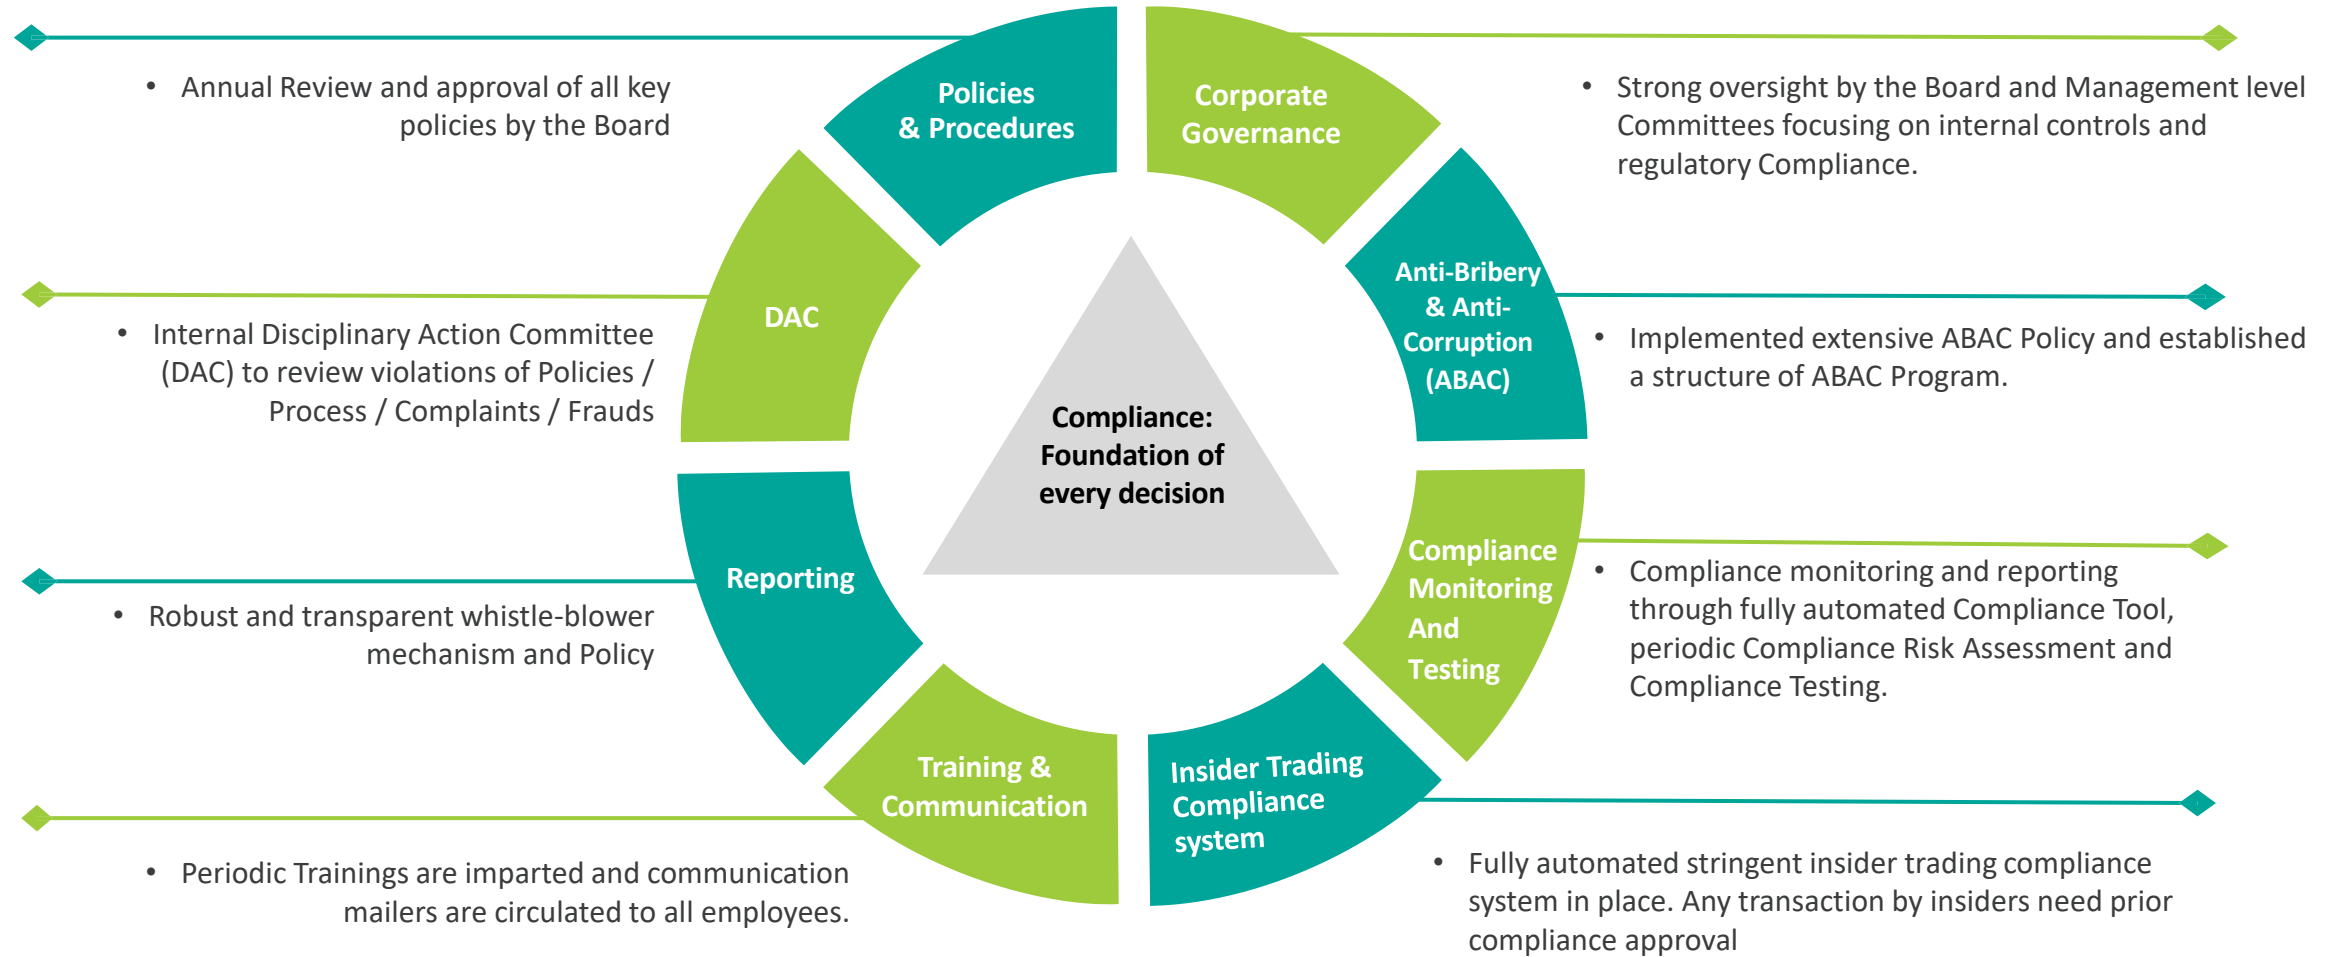 Policies
& Procedures
Corporate
Governance
• Annual Review and approval of all key
policies by the Board
• Strong oversight by the Board and Management level
Committees focusing on internal controls and
regulatory Compliance.
DAC
Anti-Bribery
& Anti-
Corruption
(ABAC)
• Internal Disciplinary Action Committee
(DAC) to review violations of Policies /
Process / Complaints / Frauds
• Implemented extensive ABAC Policy and established
a structure of ABAC Program.
Compliance:
Foundation of
every decision
Reporting
Compliance
Monitoring
And
Testing
• Robust and transparent whistle-blower
mechanism and Policy
• Compliance monitoring and reporting
through fully automated Compliance Tool,
periodic Compliance Risk Assessment and
Compliance Testing.
Training &
Communication
Insider Trading
Compliance
system
• Periodic Trainings are imparted and communication
mailers are circulated to all employees.
• Fully automated stringent insider trading compliance
system in place. Any transaction by insiders need prior
compliance approval